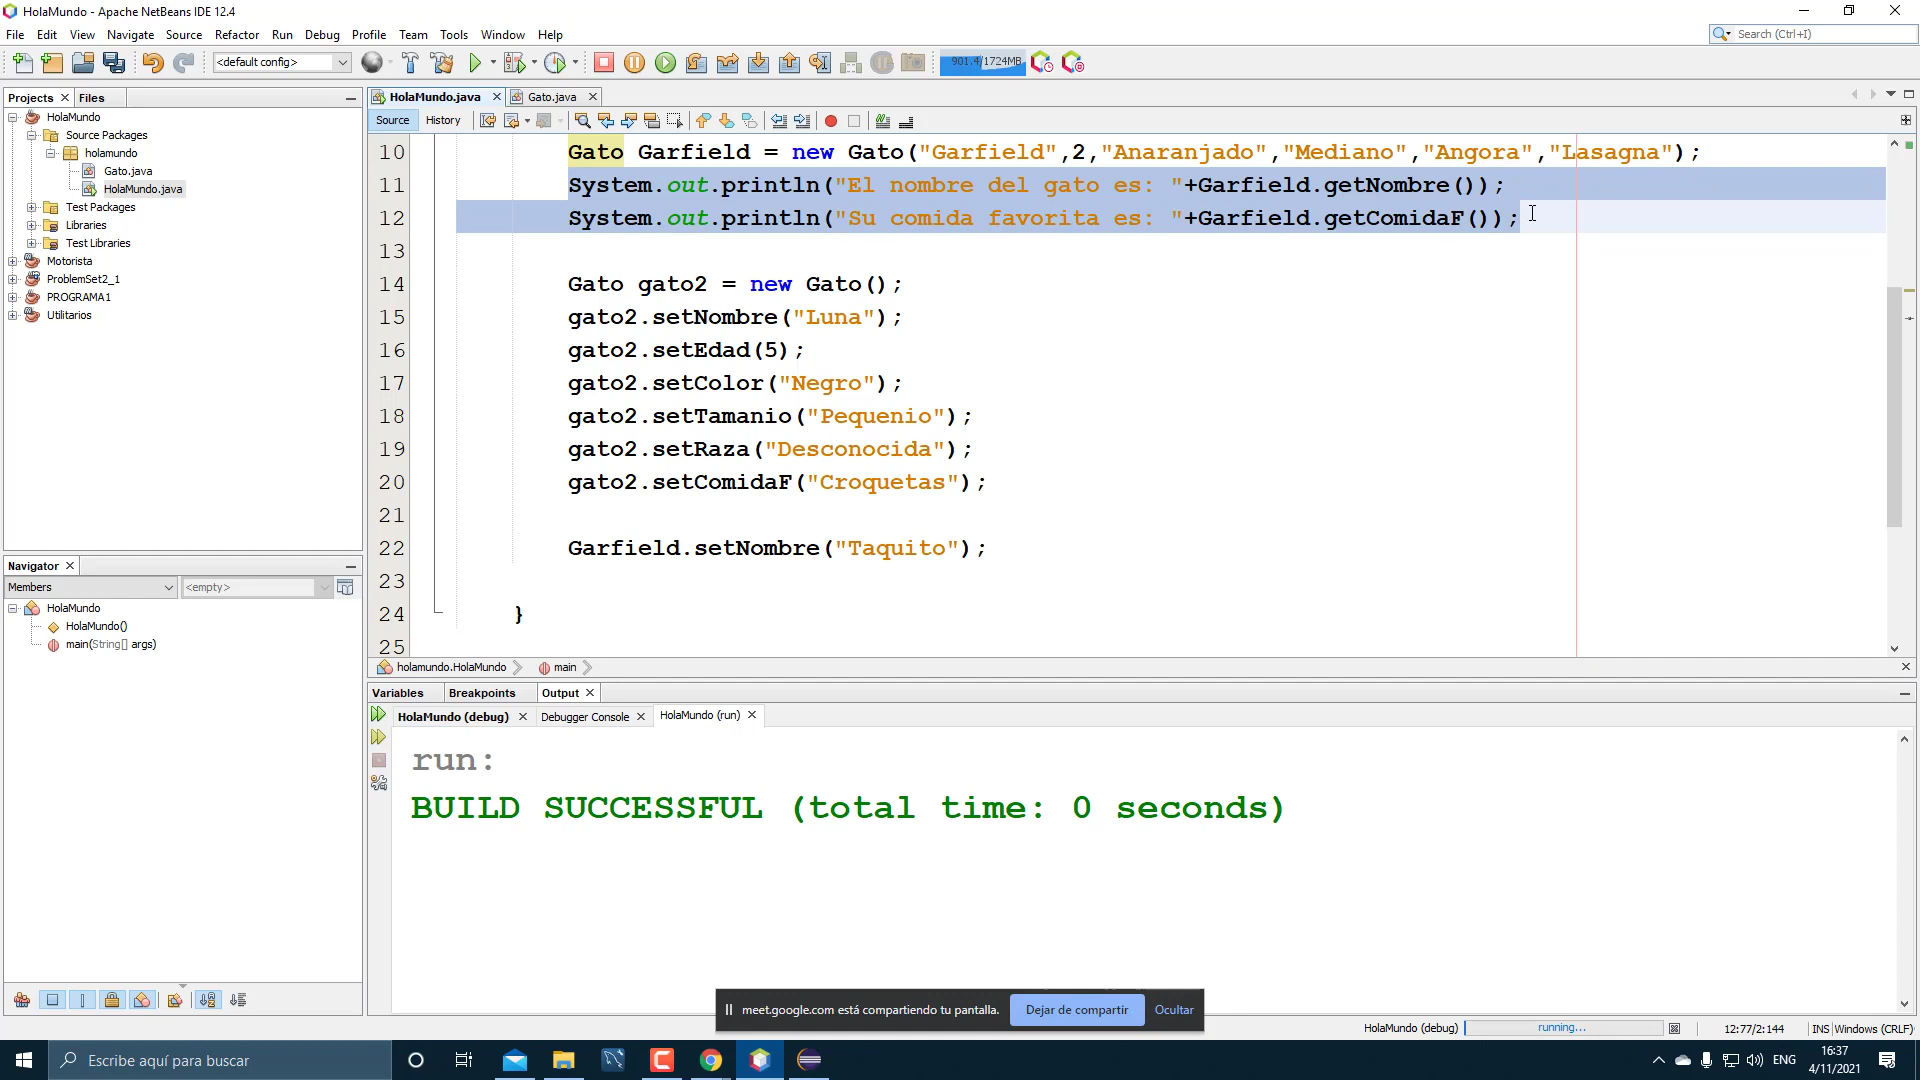 HolaMundo - Apache NetBeans IDE 12.4
File Edit View Navigate Source Refactor Run Debug Profile Team Tools Window Help
Search (Ctrl+I)
<default config>
901.4/1724MB
Projects Files
HolaMundo
Source Packages
holamundo
Gato.java
HolaMundo.java
Test Packages
Libraries
Test Libraries
Motorista
ProblemSet2_1
PROGRAMA1
Utilitarios
Navigator
Members
<empty>
HolaMundo
HolaMundo()
main(String[] args)
HolaMundo.java Gato.java
Source History
10 Gato Garfield = new Gato("Garfield",2,"Anaranjado","Mediano","Angora","Lasagna");
11 System.out.println("El nombre del gato es: "+Garfield.getNombre());
12 System.out.println("Su comida favorita es: "+Garfield.getComidaF());
13
14 Gato gato2 = new Gato();
15 gato2.setNombre("Luna");
16 gato2.setEdad(5);
17 gato2.setColor("Negro");
18 gato2.setTamanio("Pequenio");
19 gato2.setRaza("Desconocida");
20 gato2.setComidaF("Croquetas");
21
22 Garfield.setNombre("Taquito");
23
24 }
25
holamundo.HolaMundo main
Variables Breakpoints Output
HolaMundo (debug) Debugger Console HolaMundo (run)
run:
BUILD SUCCESSFUL (total time: 0 seconds)
meet.google.com está compartiendo tu pantalla. Dejar de compartir Ocultar
HolaMundo (debug) running... 12:77/2:144 INS Windows (CRLF)
Escribe aquí para buscar
ENG
16:37
4/11/2021